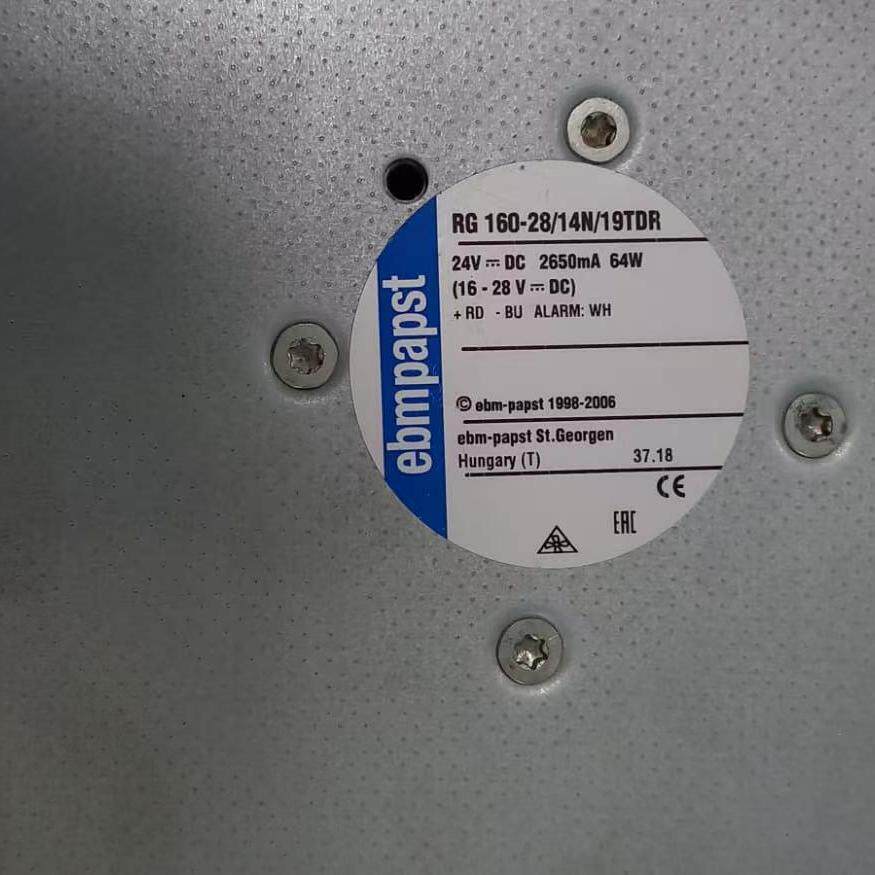 ebmpapst
RG 160-28/14N/19TDR
24V ⎓ DC 2650mA 64W
(16 - 28 V ⎓ DC)
+ RD - BU ALARM: WH
© ebm-papst 1998-2006
ebm-papst St.Georgen
Hungary (T) 37.18
CE
EAC